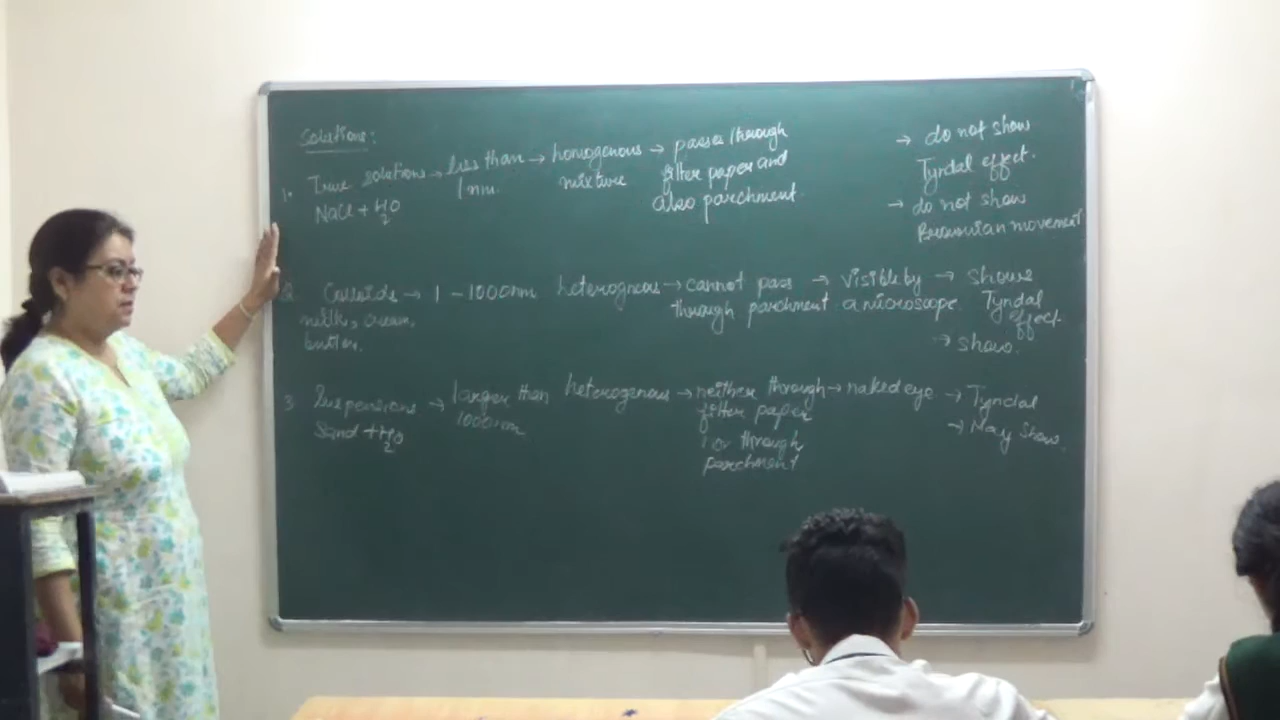 Solutions:
1. True solutions → less than → homogenous → passes through → do not show
1 nm. mixture filter paper and Tyndal effect.
NaCl + H2O also parchment. → do not show
Brownian movement
2 Colloids → 1 - 1000nm heterogneous → cannot pass → visible by → shows
milk, cream, through parchment a microscope. Tyndal
butter. effect.
→ show.
3 Suspensions → larger than heterogenous → neither through → naked eye → Tyndal
Sand + H2O 1000nm filter paper → May show.
nor through
parchment